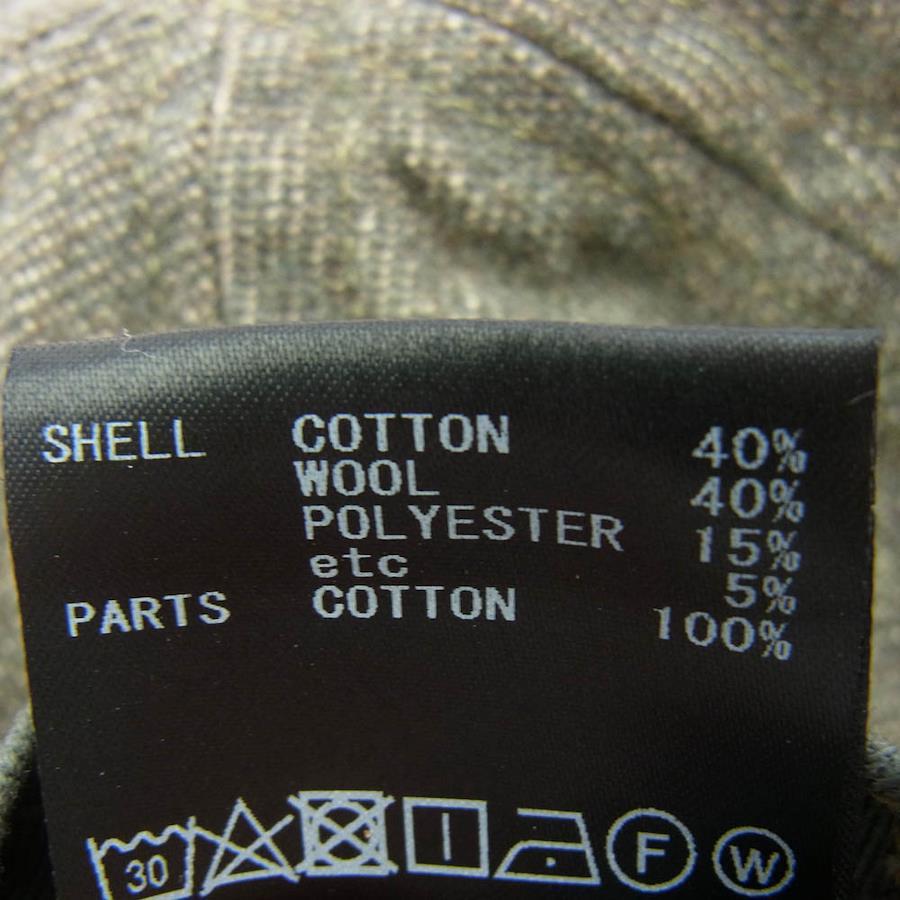 SHELL COTTON 40%
WOOL 40%
POLYESTER 15%
etc 5%
PARTS COTTON 100%
30 F W